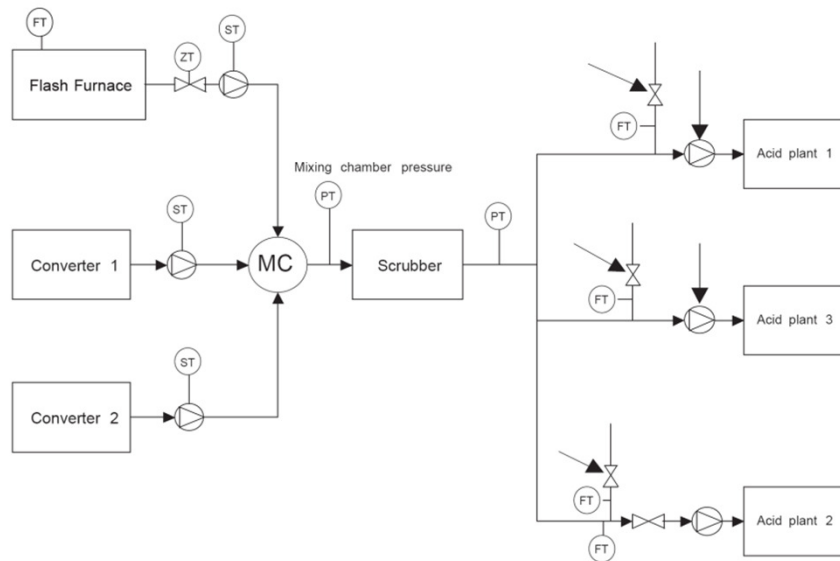 FT
Flash Furnace
ZT
ST
Mixing chamber pressure
PT
ST
Converter 1
MC
Scrubber
PT
ST
Converter 2
FT
Acid plant 1
FT
Acid plant 3
FT
FT
Acid plant 2